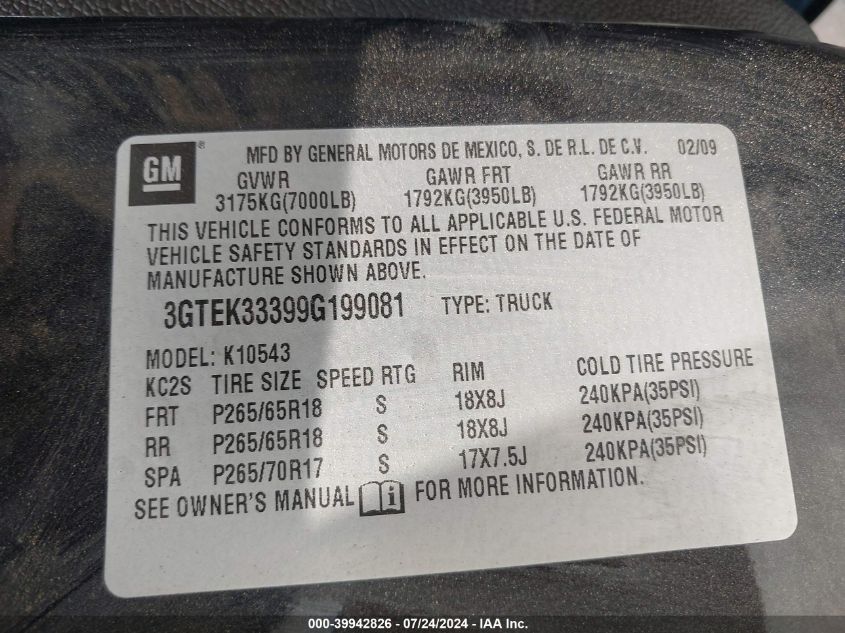 GM ® MFD BY GENERAL MOTORS DE MEXICO, S. DE R.L. DE C.V. 02/09
GVWR GAWR FRT GAWR RR
3175KG(7000LB) 1792KG(3950LB) 1792KG(3950LB)
THIS VEHICLE CONFORMS TO ALL APPLICABLE U.S. FEDERAL MOTOR
VEHICLE SAFETY STANDARDS IN EFFECT ON THE DATE OF
MANUFACTURE SHOWN ABOVE.
3GTEK33399G199081 TYPE: TRUCK
MODEL: K10543
KC2S TIRE SIZE SPEED RTG RIM COLD TIRE PRESSURE
FRT P265/65R18 S 18X8J 240KPA(35PSI)
RR P265/65R18 S 18X8J 240KPA(35PSI)
SPA P265/70R17 S 17X7.5J 240KPA(35PSI)
SEE OWNER'S MANUAL i FOR MORE INFORMATION.
000-39942826 - 07/24/2024 - IAA Inc.